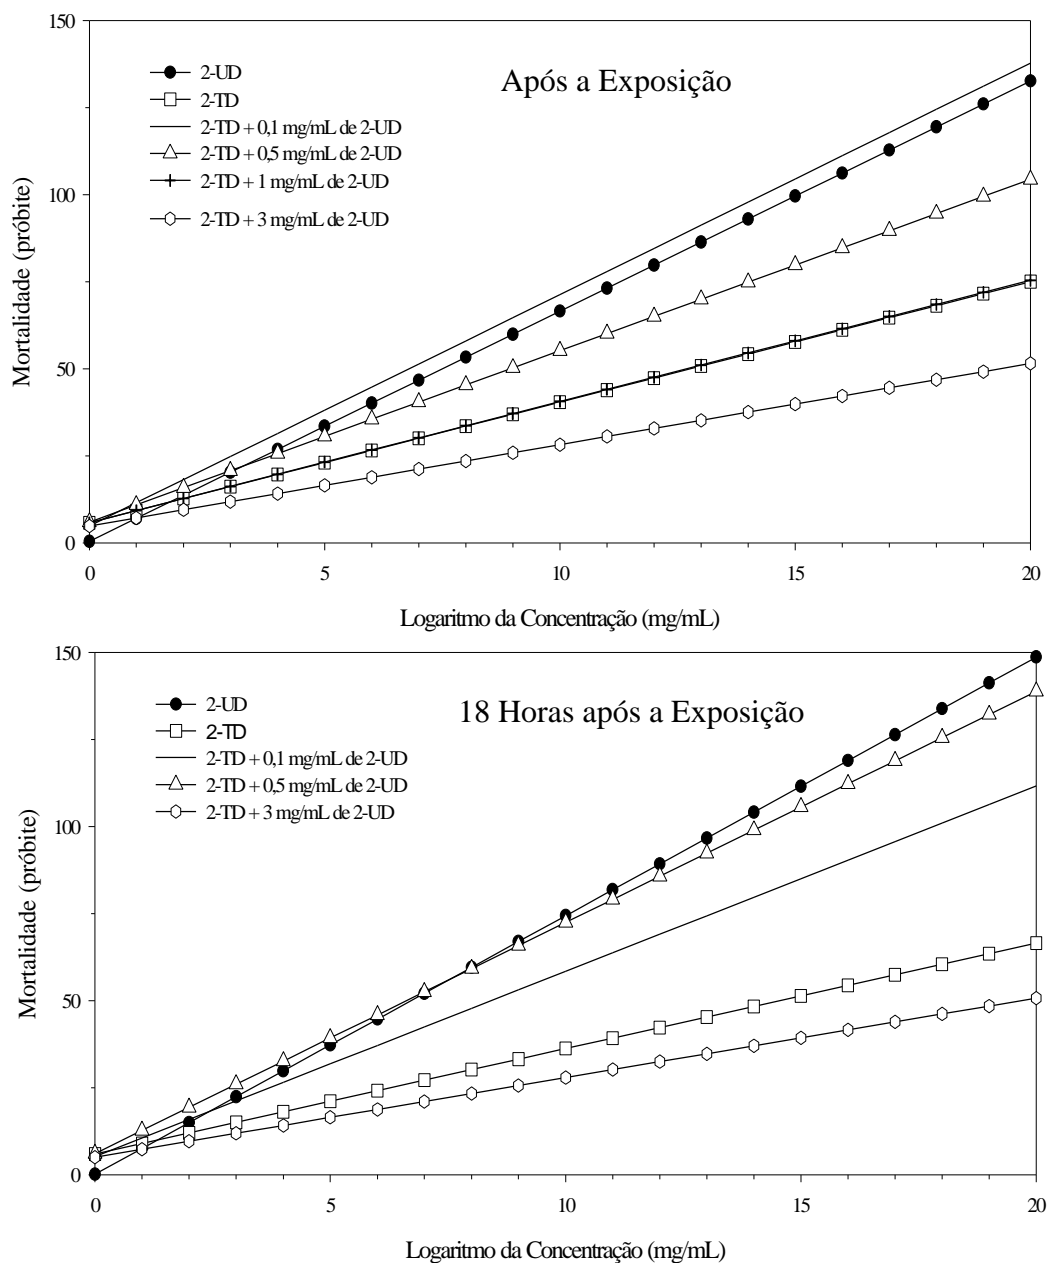 150
Após a Exposição
2-UD
2-TD
2-TD + 0,1 mg/mL de 2-UD
2-TD + 0,5 mg/mL de 2-UD
2-TD + 1 mg/mL de 2-UD
2-TD + 3 mg/mL de 2-UD
100
50
0
Mortalidade (próbite)
0 5 10 15 20
Logaritmo da Concentração (mg/mL)
150
18 Horas após a Exposição
2-UD
2-TD
2-TD + 0,1 mg/mL de 2-UD
2-TD + 0,5 mg/mL de 2-UD
2-TD + 3 mg/mL de 2-UD
100
50
0
Mortalidade (próbite)
0 5 10 15 20
Logaritmo da Concentração (mg/mL)